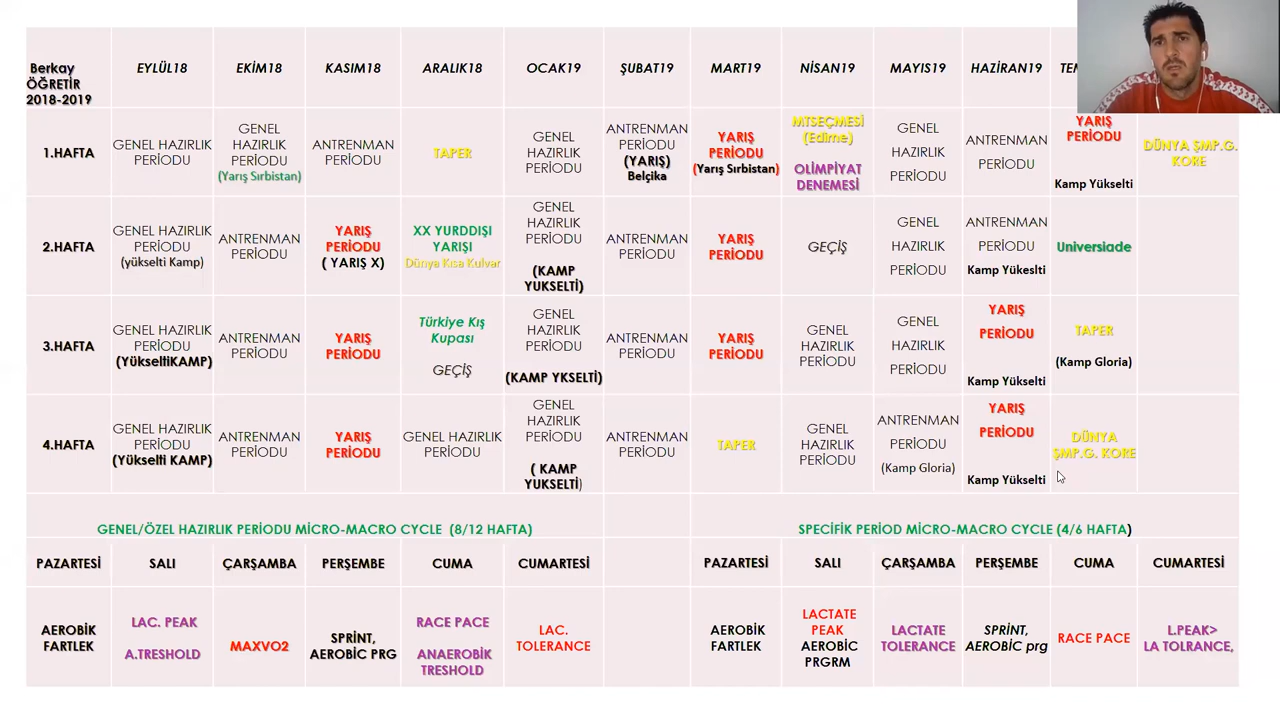 Berkay
ÖĞRETİR
2018-2019
EYLÜL18
EKİM18
KASIM18
ARALIK18
OCAK19
ŞUBAT19
MART19
NİSAN19
MAYIS19
HAZİRAN19
1.HAFTA
GENEL HAZIRLIK
PERİODU
GENEL
HAZIRLIK
PERİODU
(Yarış Sırbistan)
ANTRENMAN
PERİODU
TAPER
GENEL
HAZIRLIK
PERİODU
ANTRENMAN
PERİODU
(YARIŞ)
Belçika
YARIŞ
PERİODU
(Yarış Sırbistan)
MTSEÇMESİ
(Edirne)
OLİMPİYAT
DENEMESİ
GENEL
HAZIRLIK
PERİODU
ANTRENMAN
PERİODU
YARIŞ
PERİODU
Kamp Yükselti
DÜNYA ŞMP.G.
KORE
2.HAFTA
GENEL HAZIRLIK
PERİODU
(yükselti Kamp)
ANTRENMAN
PERİODU
YARIŞ
PERİODU
( YARIŞ X)
XX YURDDIŞI
YARIŞI
Dünya Kısa Kulvar
GENEL
HAZIRLIK
PERİODU
(KAMP
YUKSELTİ)
ANTRENMAN
PERİODU
YARIŞ
PERİODU
GEÇİŞ
GENEL
HAZIRLIK
PERİODU
ANTRENMAN
PERİODU
Kamp Yükeslti
Universiade
3.HAFTA
GENEL HAZIRLIK
PERİODU
(YükseltiKAMP)
ANTRENMAN
PERİODU
YARIŞ
PERİODU
Türkiye Kış
Kupası
GEÇİŞ
GENEL
HAZIRLIK
PERİODU
(KAMP YKSELTİ)
ANTRENMAN
PERİODU
YARIŞ
PERİODU
GENEL
HAZIRLIK
PERİODU
GENEL
HAZIRLIK
PERİODU
YARIŞ
PERİODU
Kamp Yükselti
TAPER
(Kamp Gloria)
4.HAFTA
GENEL HAZIRLIK
PERİODU
(Yükselti KAMP)
ANTRENMAN
PERİODU
YARIŞ
PERİODU
GENEL HAZIRLIK
PERİODU
GENEL
HAZIRLIK
PERİODU
( KAMP
YUKSELTİ)
ANTRENMAN
PERİODU
TAPER
GENEL
HAZIRLIK
PERİODU
ANTRENMAN
PERİODU
(Kamp Gloria)
YARIŞ
PERİODU
Kamp Yükselti
DÜNYA
ŞMP.G. KORE
GENEL/ÖZEL HAZIRLIK PERİODU MİCRO-MACRO CYCLE (8/12 HAFTA)
SPECİFİK PERİOD MİCRO-MACRO CYCLE (4/6 HAFTA)
PAZARTESİ
SALI
ÇARŞAMBA
PERŞEMBE
CUMA
CUMARTESİ
PAZARTESİ
SALI
ÇARŞAMBA
PERŞEMBE
CUMA
CUMARTESİ
AEROBİK
FARTLEK
LAC. PEAK
A.TRESHOLD
MAXVO2
SPRİNT,
AEROBİC PRG
RACE PACE
ANAEROBİK
TRESHOLD
LAC.
TOLERANCE
AEROBİK
FARTLEK
LACTATE
PEAK
AEROBİC
PRGRM
LACTATE
TOLERANCE
SPRİNT,
AEROBİC prg
RACE PACE
L.PEAK>
LA TOLRANCE,